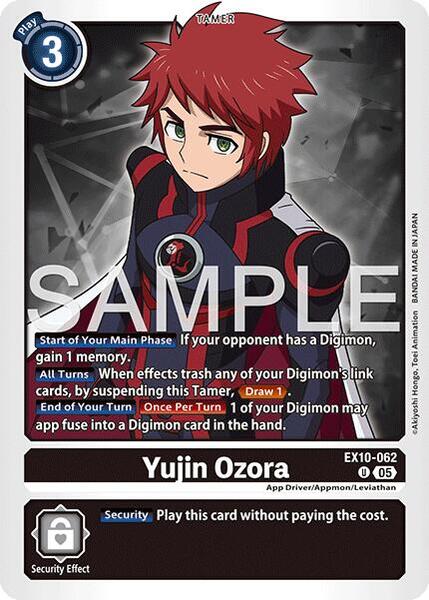 TAMER
Play
3
SAMPLE
Start of Your Main Phase If your opponent has a Digimon,
gain 1 memory.
All Turns When effects trash any of your Digimon's link
cards, by suspending this Tamer, Draw 1.
End of Your Turn Once Per Turn 1 of your Digimon may
app fuse into a Digimon card in the hand.
©Akiyoshi Hongo, Toei Animation BANDAI MADE IN JAPAN
Yujin Ozora
EX10-062
U 05
App Driver/Appmon/Leviathan
Security Play this card without paying the cost.
Security Effect